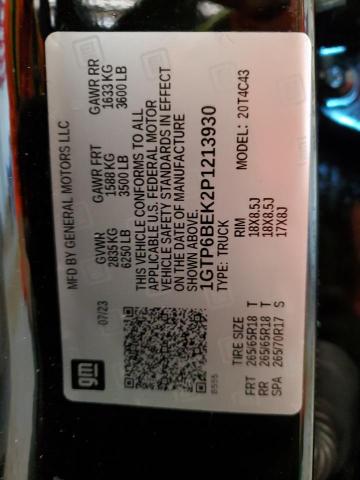 MFD BY GENERAL MOTORS LLC
07/23
GVWR GAWR FRT GAWR RR
2835 KG 1588 KG 1633 KG
6250 LB 3500 LB 3600 LB
THIS VEHICLE CONFORMS TO ALL
APPLICABLE U.S. FEDERAL MOTOR
VEHICLE SAFETY STANDARDS IN EFFECT
ON THE DATE OF MANUFACTURE
SHOWN ABOVE.
1GTP6BEK2P1213930
TYPE: TRUCK MODEL: 20T4C43
gm
B555
TIRE SIZE RIM
FRT 265/65R18 T 18X8.5J
RR 265/65R18 T 18X8.5J
SPA 265/70R17 S 17X8J